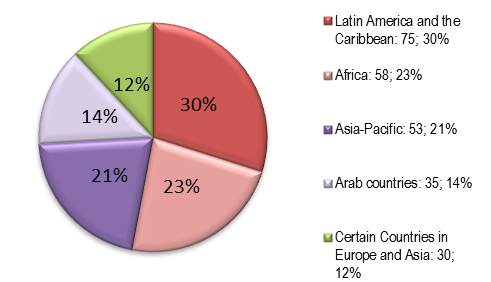 12%
30%
14%
21%
23%
Latin America and the
Caribbean: 75; 30%
Africa: 58; 23%
Asia-Pacific: 53; 21%
Arab countries: 35; 14%
Certain Countries in
Europe and Asia: 30;
12%